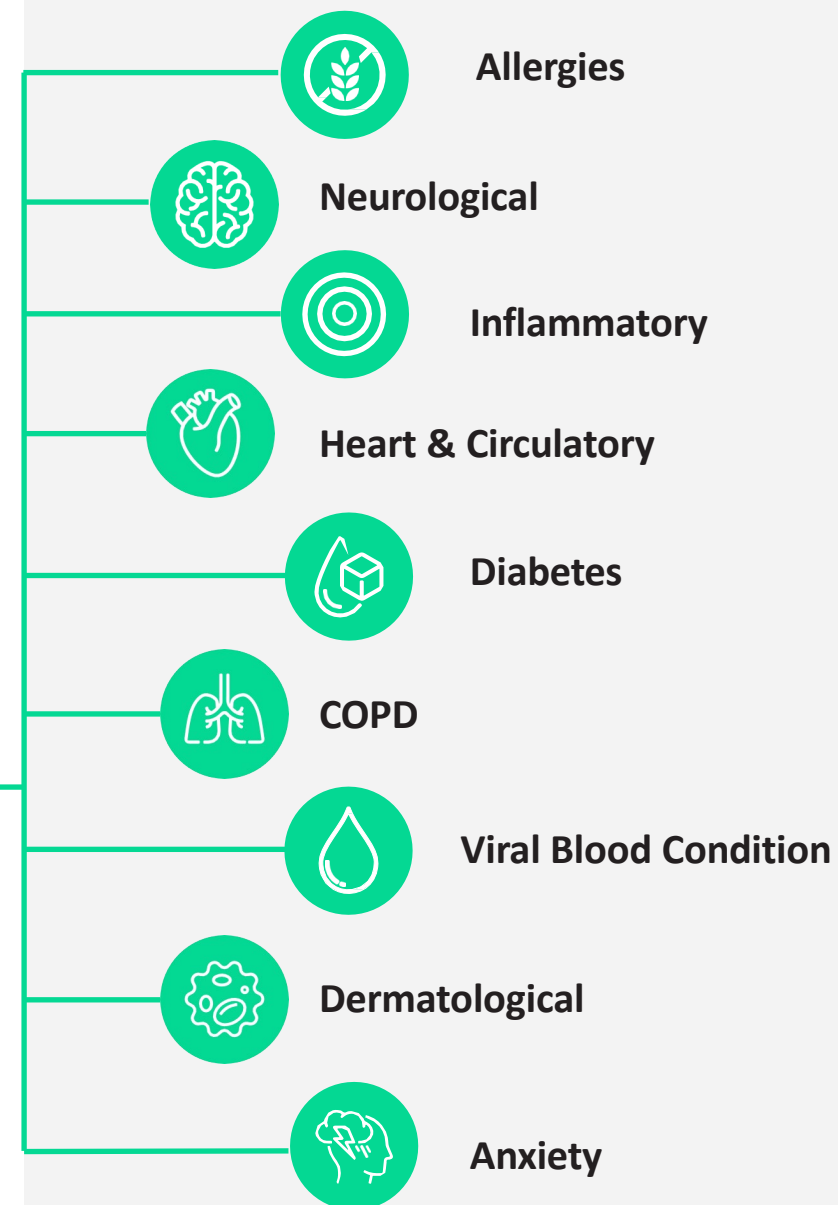 Allergies
Neurological
Inflammatory
Heart & Circulatory
Diabetes
COPD
Viral Blood Condition
Dermatological
Anxiety